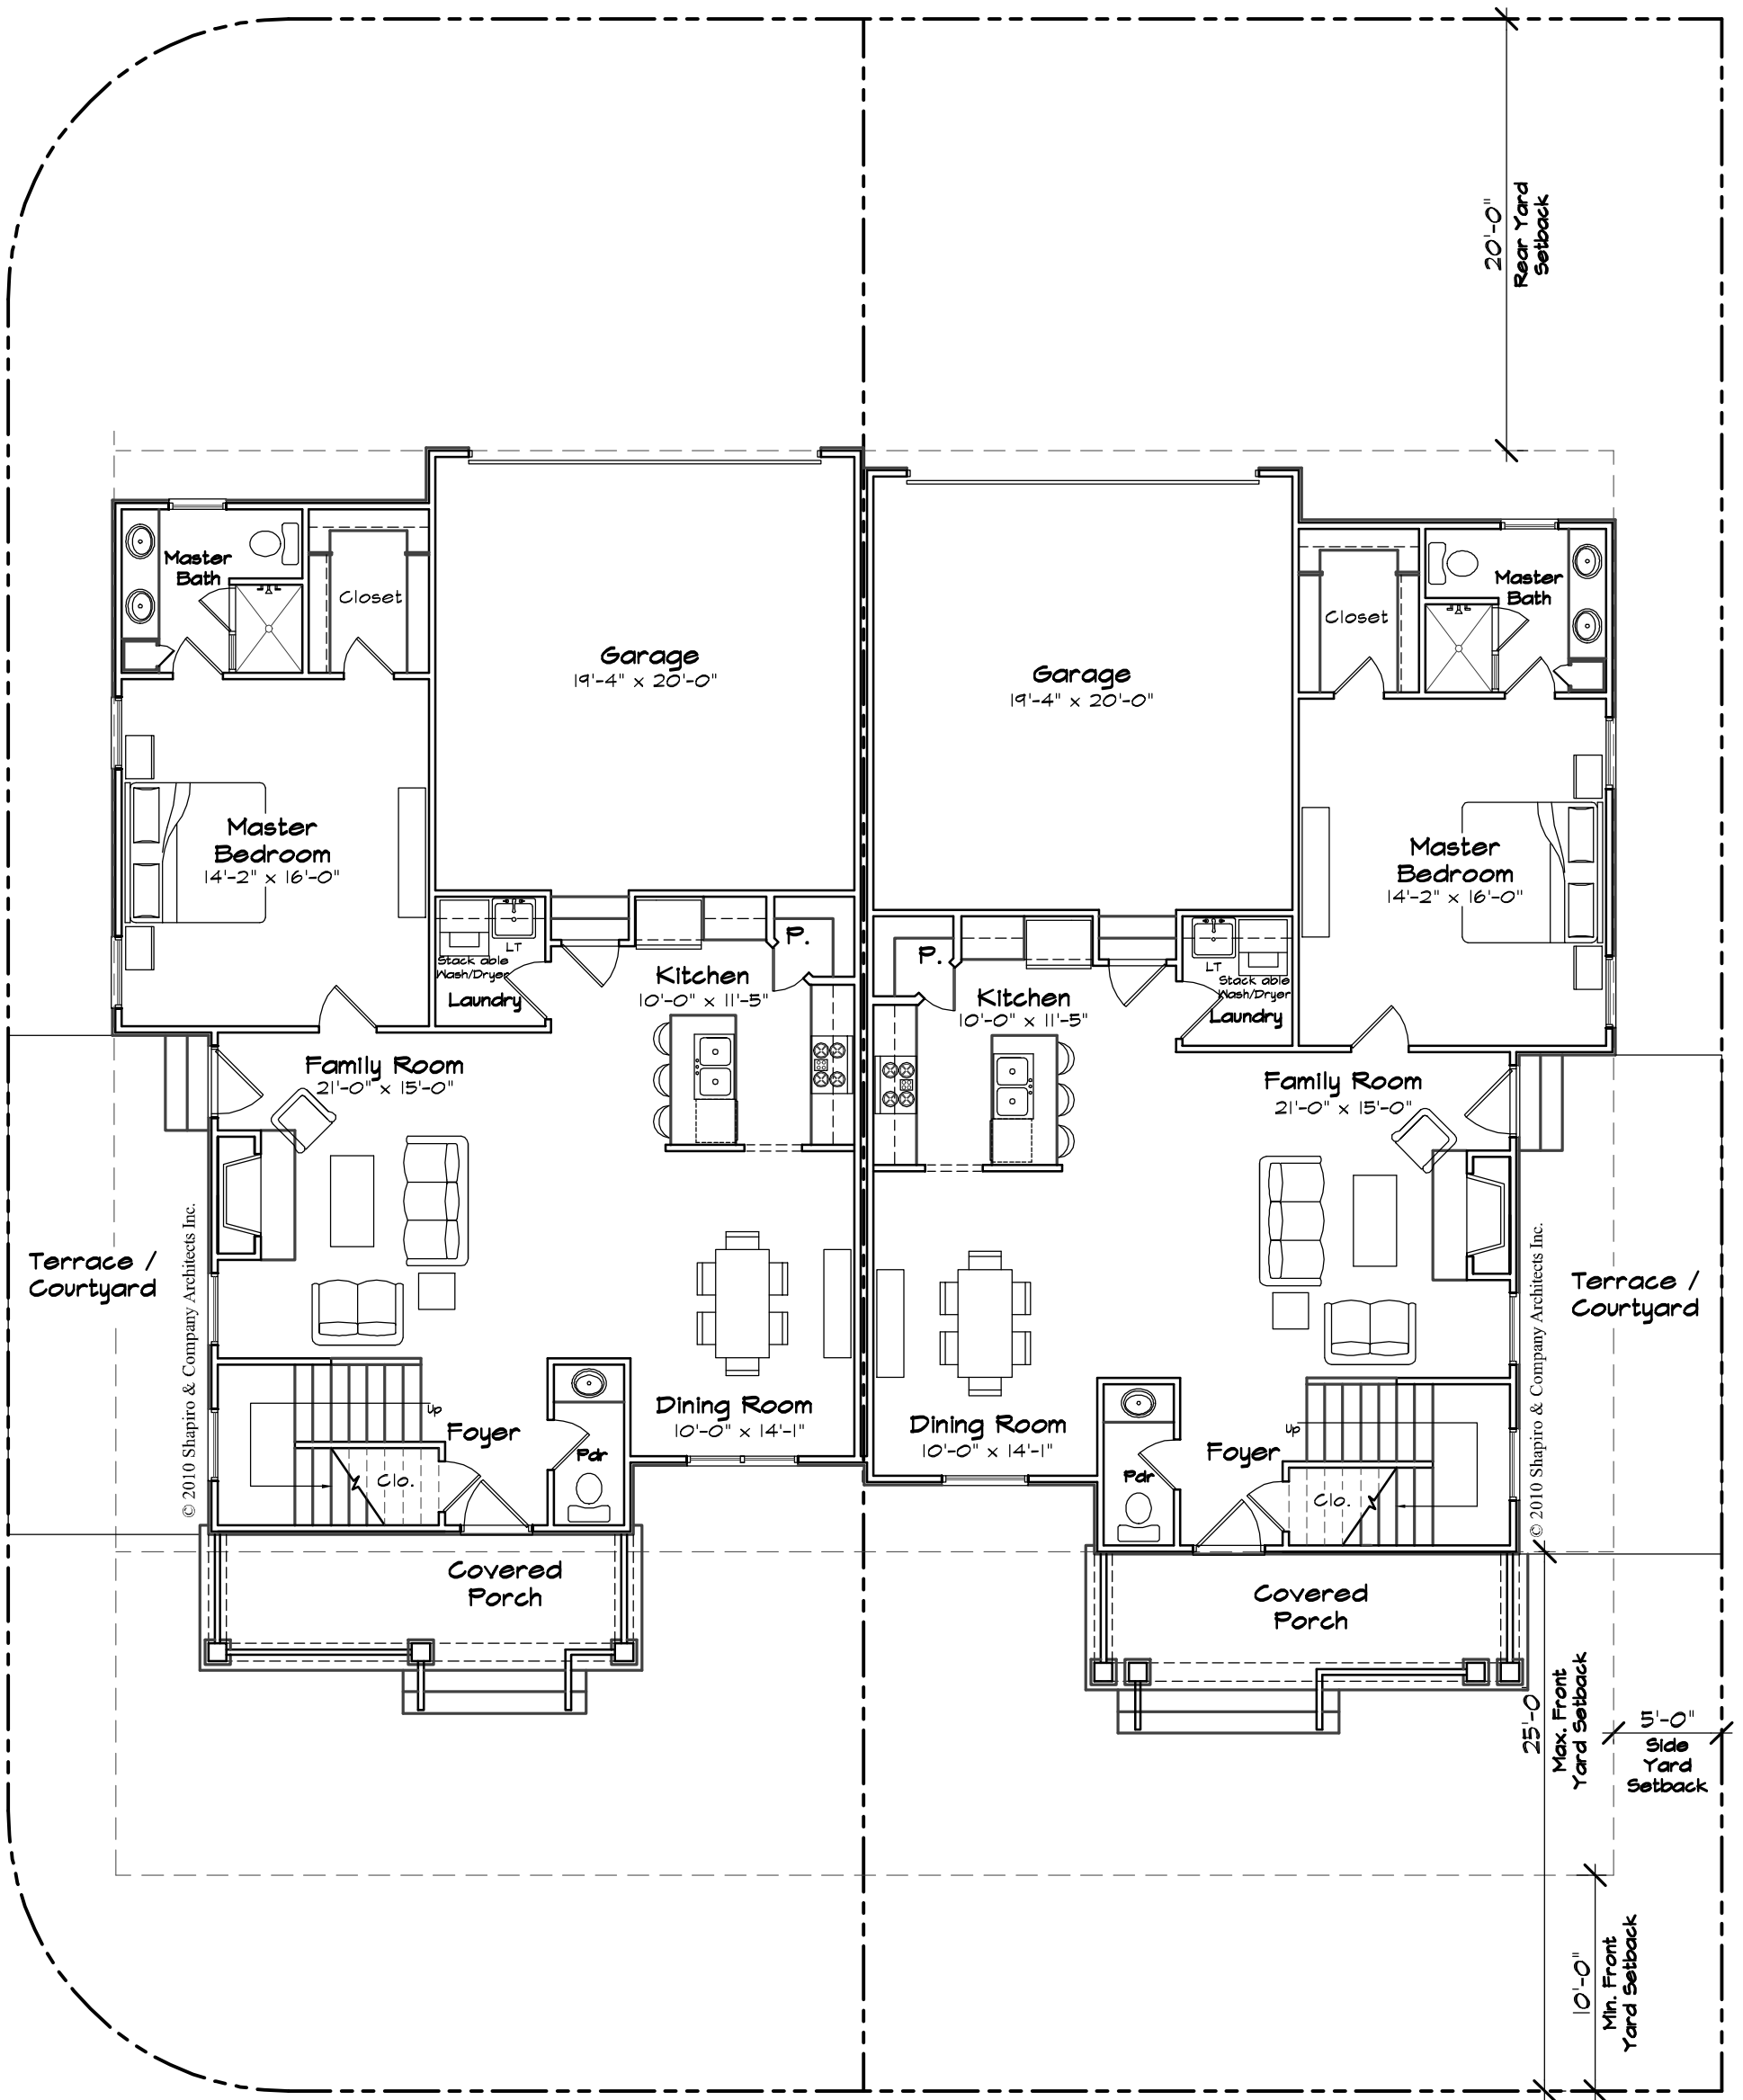 20'-0"
Rear Yard
Setback
Master
Bath
Closet
Garage
19'-4" x 20'-0"
Garage
19'-4" x 20'-0"
Closet
Master
Bath
Master
Bedroom
14'-2" x 16'-0"
Master
Bedroom
14'-2" x 16'-0"
LT
Stack able
Wash/Dryer
Laundry
Kitchen
10'-0" x 11'-5"
P.
P.
Kitchen
10'-0" x 11'-5"
LT
Stack able
Wash/Dryer
Laundry
Family Room
21'-0" x 15'-0"
Family Room
21'-0" x 15'-0"
Terrace /
Courtyard
© 2010 Shapiro & Company Architects Inc.
Terrace /
Courtyard
© 2010 Shapiro & Company Architects Inc.
Up
Foyer
Clo.
Pdr
Dining Room
10'-0" x 14'-1"
Dining Room
10'-0" x 14'-1"
Pdr
Foyer
Up
Clo.
Covered
Porch
Covered
Porch
25'-0
Max. Front
Yard Setback
5'-0"
Side
Yard
Setback
10'-0"
Min. Front
Yard Setback